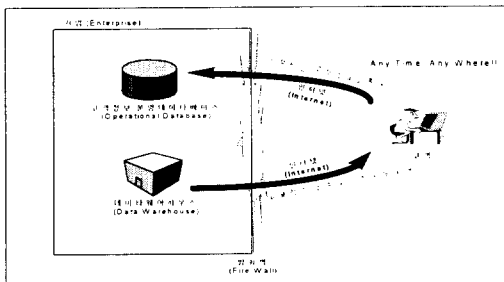 기업 (Enterprise)
Any Time, Any Where!!
인터넷
(Internet)
고객정보 운영데이타베이스
(Operational Database)
고객
인터넷
(Internet)
데이타웨어하우스
(Data Warehouse)
방화벽
(Fire Wall)